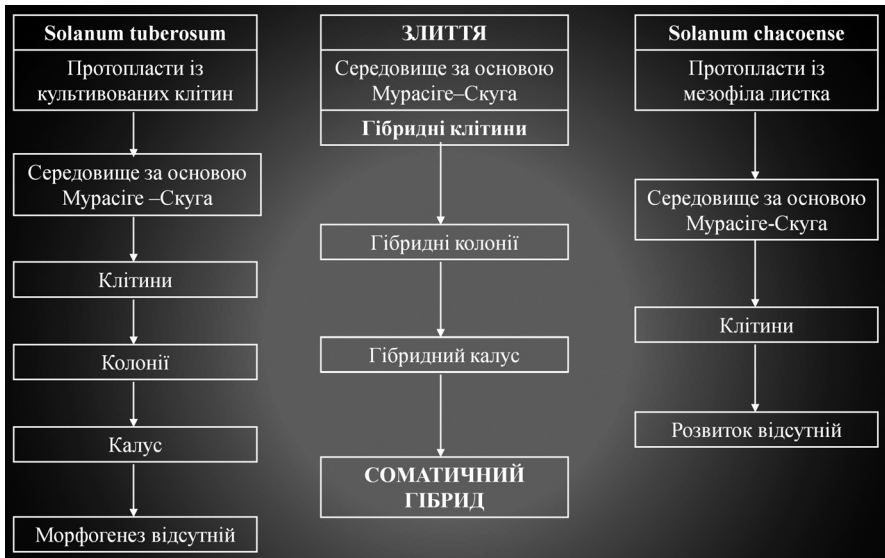 Solanum tuberosum
Протопласти із
культивованих клітин
Середовище за основою
Мурасіге –Скуга
Клітини
Колонії
Калус
Морфогенез відсутній
ЗЛИТТЯ
Середовище за основою
Мурасіге–Скуга
Гібридні клітини
Гібридні колонії
Гібридний калус
СОМАТИЧНИЙ
ГІБРИД
Solanum chacoense
Протопласти із
мезофіла листка
Середовище за основою
Мурасіге-Скуга
Клітини
Розвиток відсутній